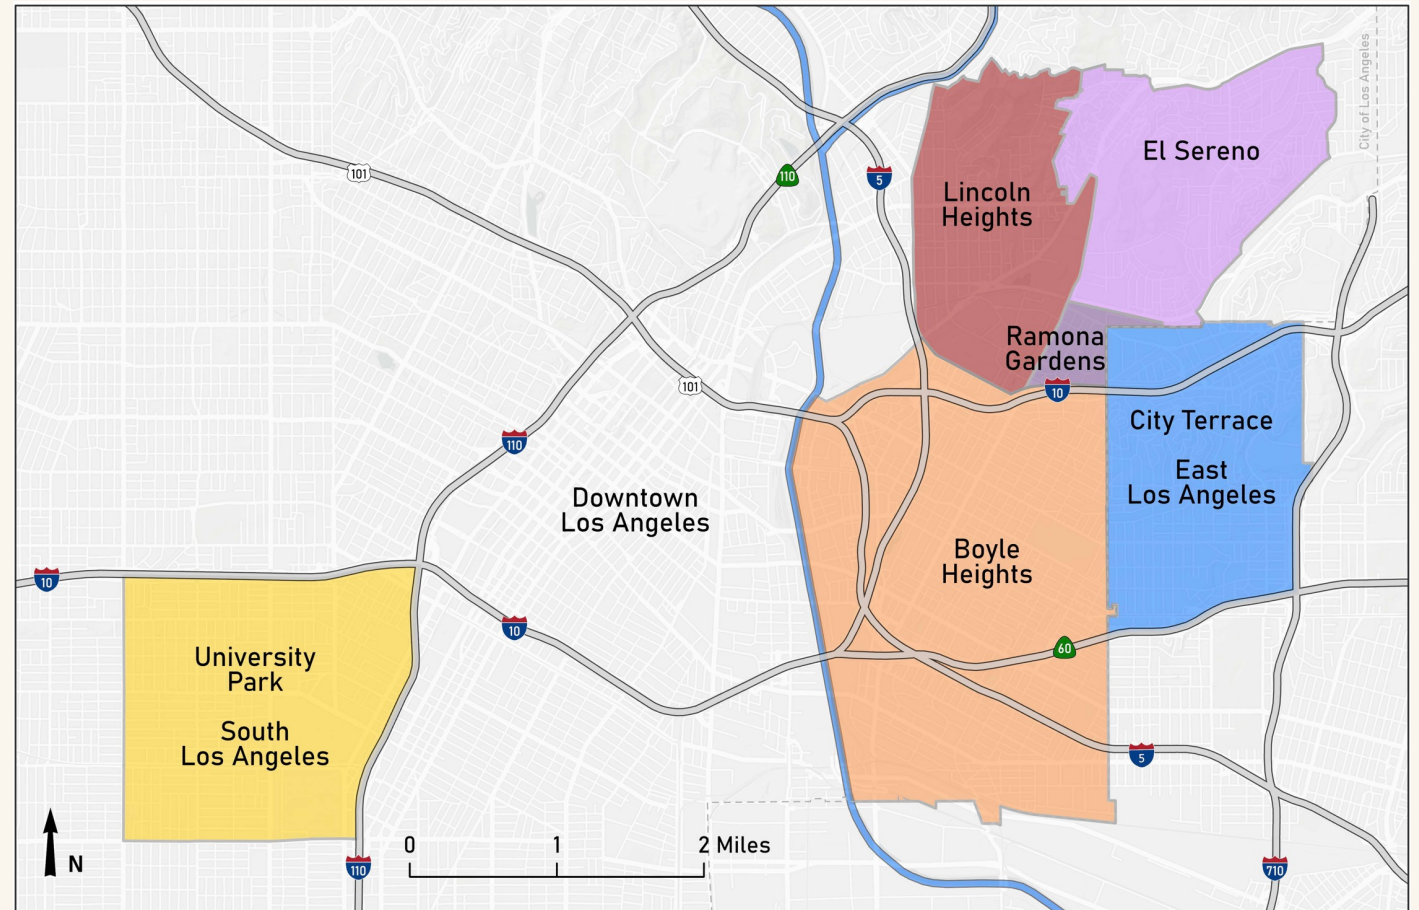 City of Los Angeles
El Sereno
101
110
5
Lincoln
Heights
Ramona
Gardens
101
10
City Terrace
110
East
Los Angeles
Downtown
Los Angeles
Boyle
Heights
10
10
60
University
Park
South
Los Angeles
5
N
0 1 2 Miles
110
710